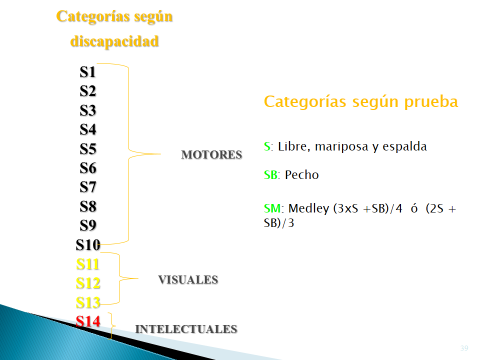 Categorías según
discapacidad
S1
S2
S3
S4
S5
S6
S7
S8
S9
S10
MOTORES
S11
S12
S13
VISUALES
S14
INTELECTUALES
Categorías según prueba
S: Libre, mariposa y espalda
SB: Pecho
SM: Medley (3xS +SB)/4 ó (2S +
SB)/3